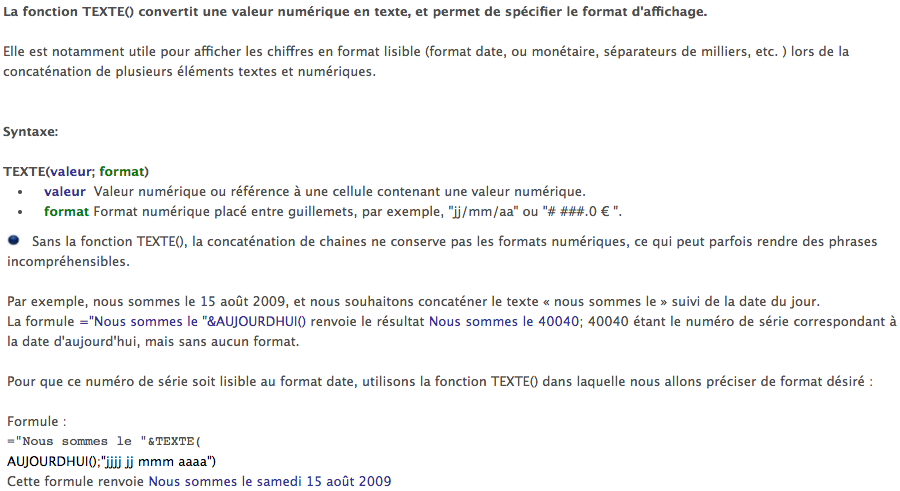 La fonction TEXTE() convertit une valeur numérique en texte, et permet de spécifier le format d'affichage.
Elle est notamment utile pour afficher les chiffres en format lisible (format date, ou monétaire, séparateurs de milliers, etc. ) lors de la
concaténation de plusieurs éléments textes et numériques.
Syntaxe:
TEXTE(valeur; format)
• valeur Valeur numérique ou référence à une cellule contenant une valeur numérique.
• format Format numérique placé entre guillemets, par exemple, "jj/mm/aa" ou "# ###.0 € ".
Sans la fonction TEXTE(), la concaténation de chaines ne conserve pas les formats numériques, ce qui peut parfois rendre des phrases
incompréhensibles.
Par exemple, nous sommes le 15 août 2009, et nous souhaitons concaténer le texte « nous sommes le » suivi de la date du jour.
La formule ="Nous sommes le "&AUJOURDHUI() renvoie le résultat Nous sommes le 40040; 40040 étant le numéro de série correspondant à
la date d'aujourd'hui, mais sans aucun format.
Pour que ce numéro de série soit lisible au format date, utilisons la fonction TEXTE() dans laquelle nous allons préciser de format désiré :
Formule :
="Nous sommes le "&TEXTE(
AUJOURDHUI();"jjjj jj mmm aaaa")
Cette formule renvoie Nous sommes le samedi 15 août 2009